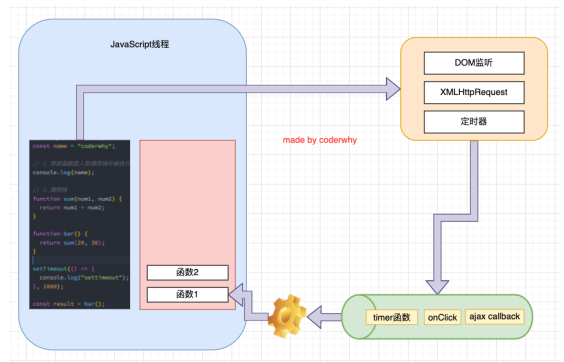 JavaScript线程
DOM监听
XMLHttpRequest
定时器
made by coderwhy
const name = "coderwhy";
console.log(name);
// 2.调用栈
function sum(num1, num2) {
return num1 + num2;
}
function bar() {
return sum(20, 30);
}
setTimeout(() => {
console.log("settimeout");
}, 1000);
const result = bar();
函数2
函数1
timer函数
onClick
ajax callback